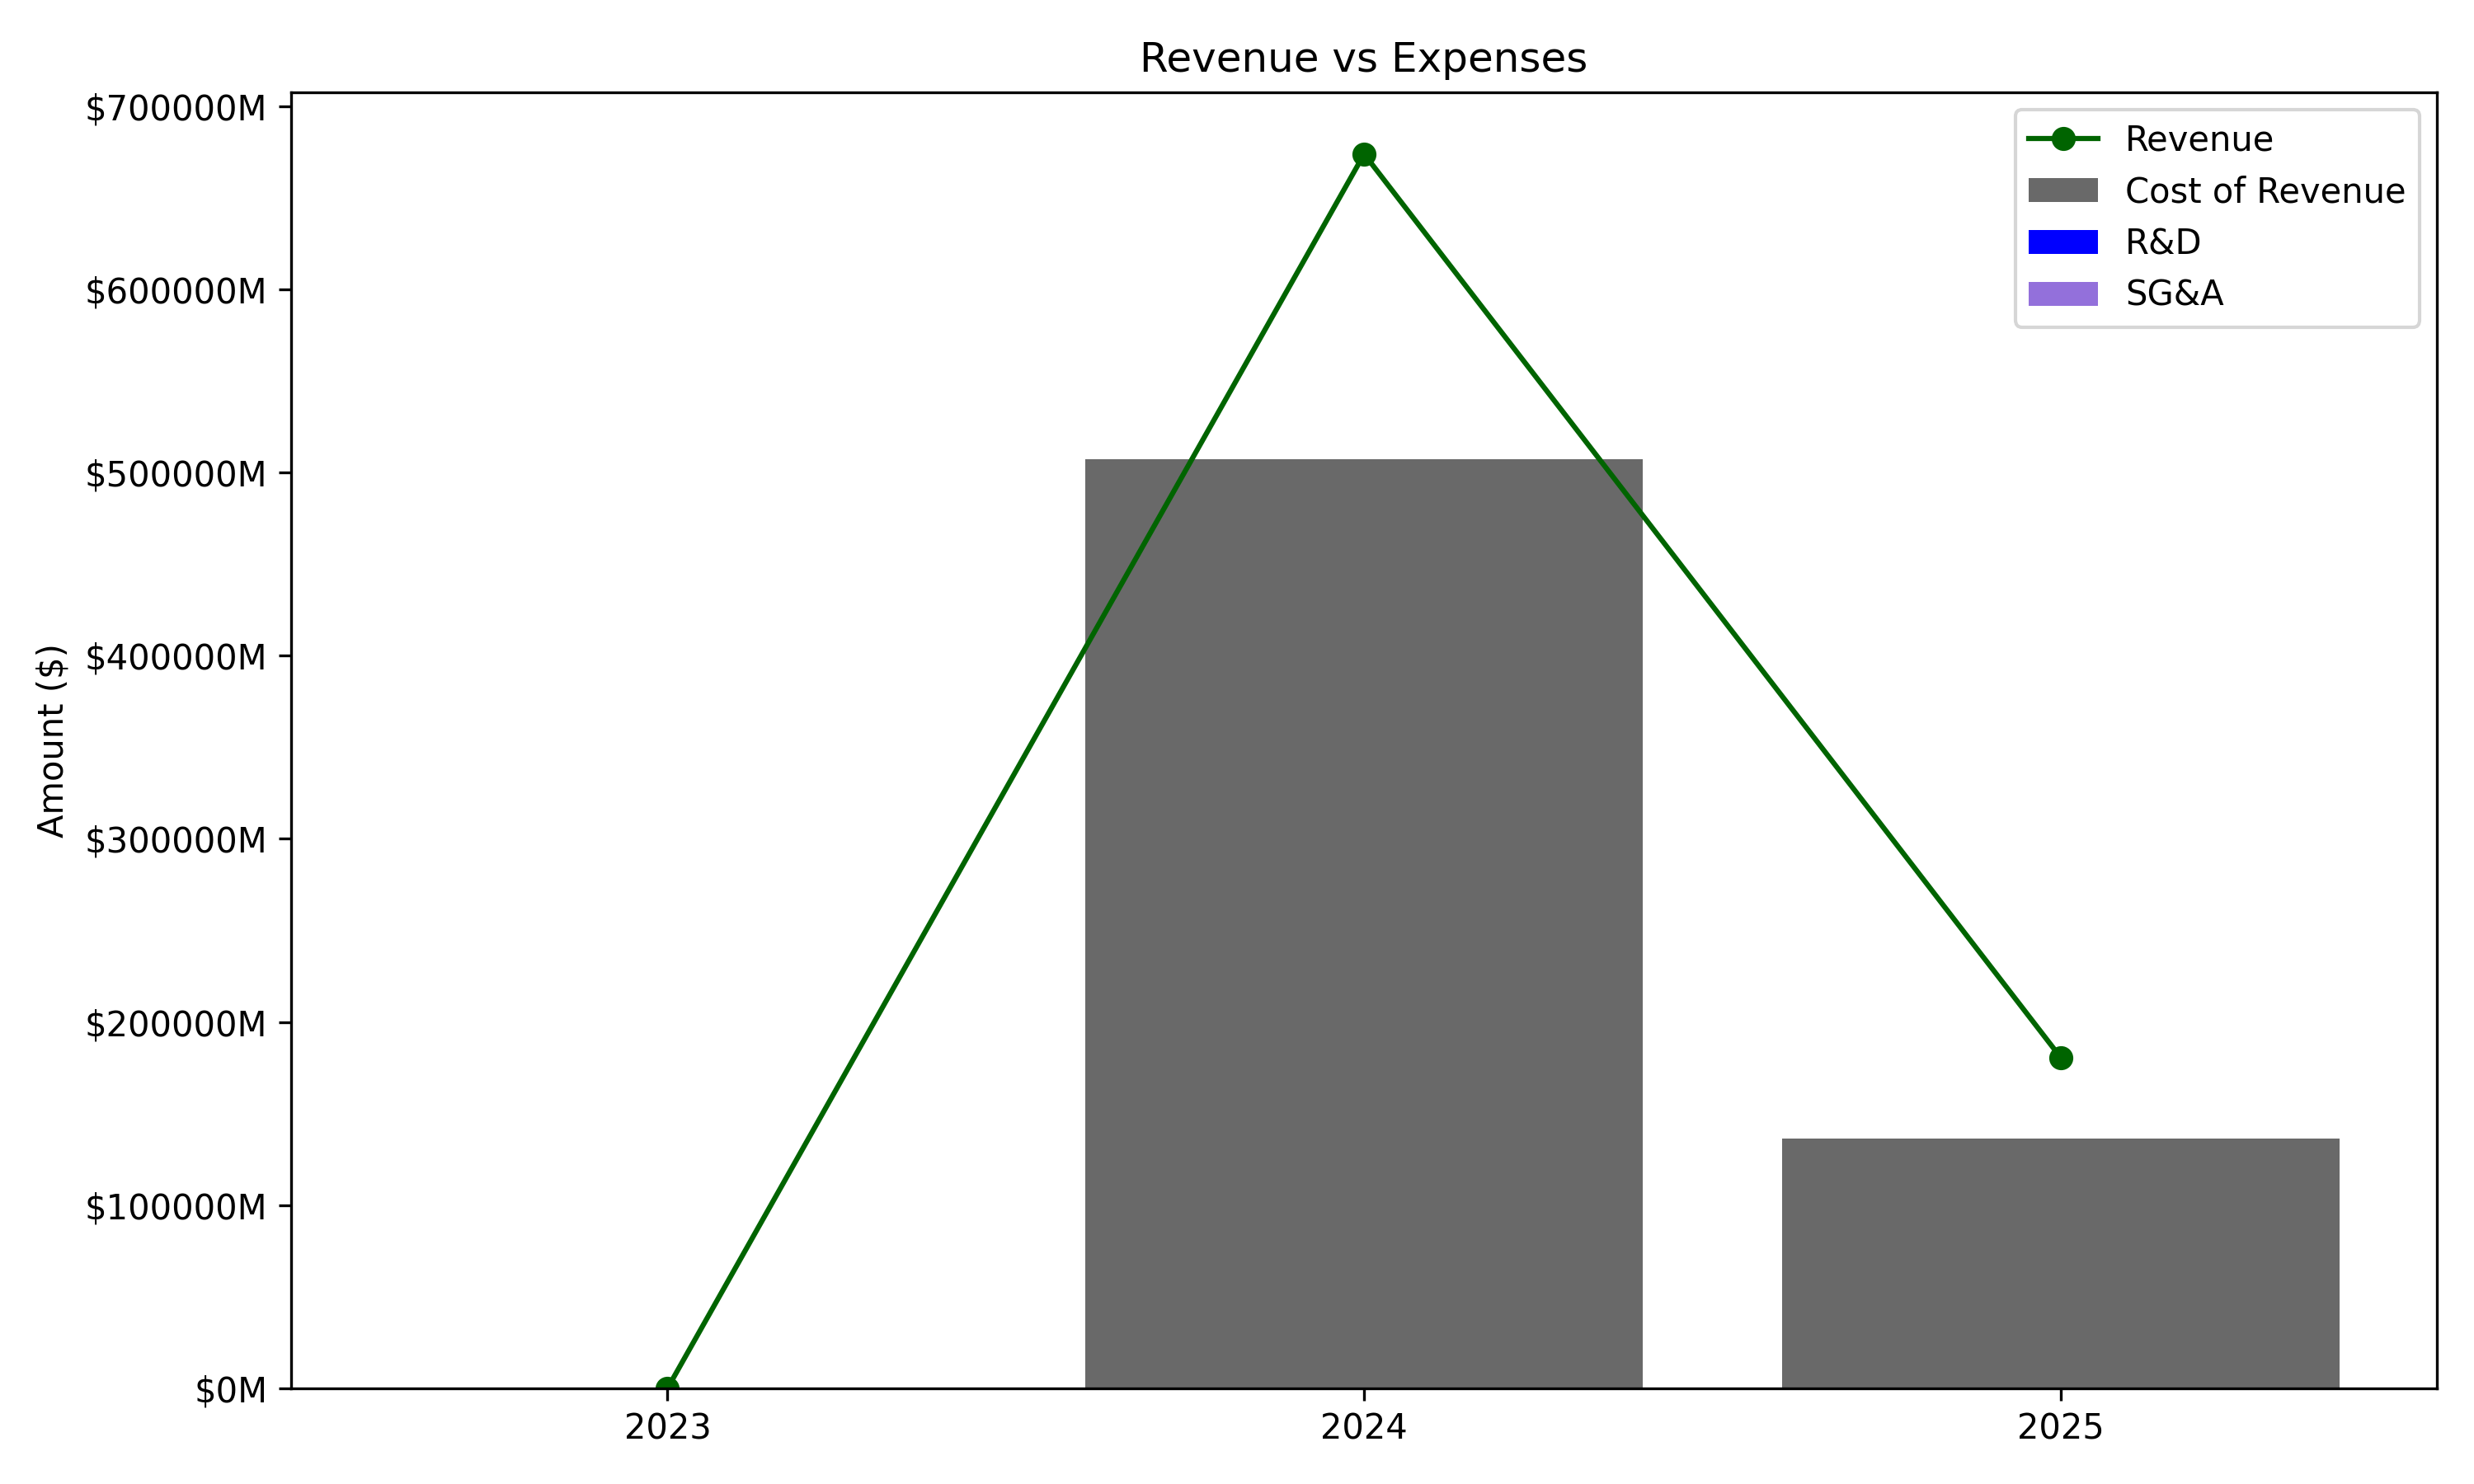 Revenue vs Expenses
$700000M
$600000M
$500000M
$400000M
$300000M
$200000M
$100000M
$0M
Amount ($)
2023
2024
2025
Revenue
Cost of Revenue
R&D
SG&A